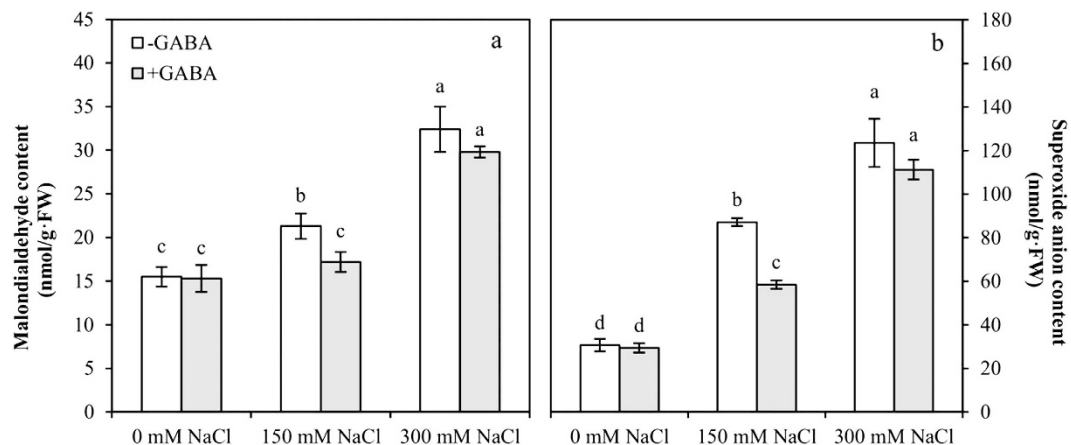 Malondialdehyde content
(nmol/g·FW)
45
40
35
30
25
20
15
10
5
0
-GABA
+GABA
a
c
c
b
c
a
a
0 mM NaCl
150 mM NaCl
300 mM NaCl
b
d
d
b
c
a
a
0 mM NaCl
150 mM NaCl
300 mM NaCl
180
160
140
120
100
80
60
40
20
0
Superoxide anion content
(nmol/g·FW)